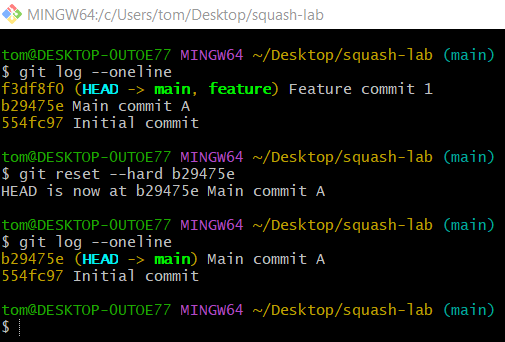 MINGW64:/c/Users/tom/Desktop/squash-lab
tom@DESKTOP-OUTOE77 MINGW64 ~/Desktop/squash-lab (main)
$ git log --oneline
f3df8f0 (HEAD -> main, feature) Feature commit 1
b29475e Main commit A
554fc97 Initial commit
tom@DESKTOP-OUTOE77 MINGW64 ~/Desktop/squash-lab (main)
$ git reset --hard b29475e
HEAD is now at b29475e Main commit A
tom@DESKTOP-OUTOE77 MINGW64 ~/Desktop/squash-lab (main)
$ git log --oneline
b29475e (HEAD -> main) Main commit A
554fc97 Initial commit
tom@DESKTOP-OUTOE77 MINGW64 ~/Desktop/squash-lab (main)
$